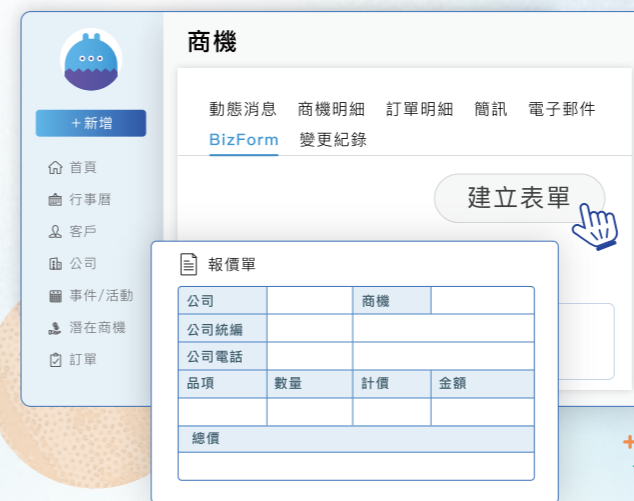 商機
＋新增
首頁
行事曆
客戶
公司
事件/活動
潛在商機
訂單
動態消息 商機明細 訂單明細 簡訊 電子郵件
BizForm 變更紀錄
建立表單
報價單
公司 商機
公司統編
公司電話
品項 數量 計價 金額
總價